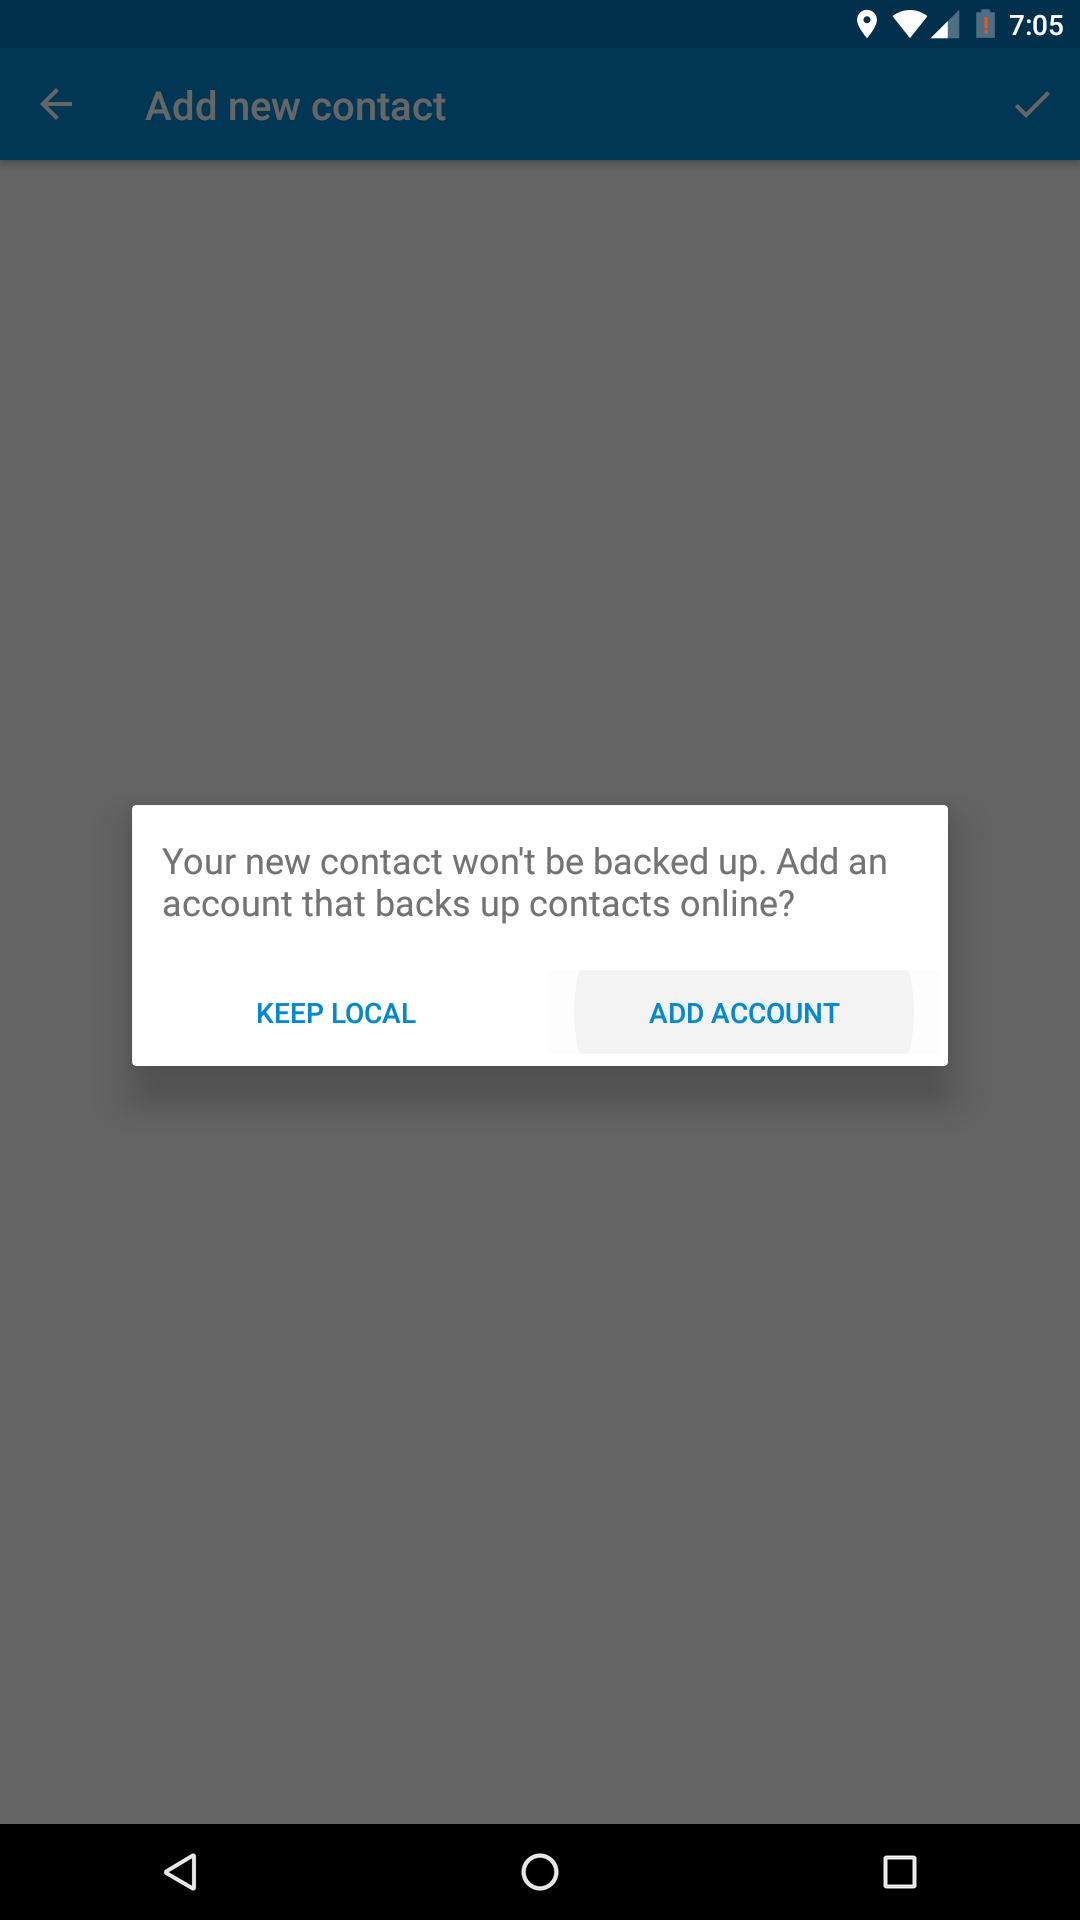 7:05
Add new contact
Your new contact won't be backed up. Add an
account that backs up contacts online?
KEEP LOCAL
ADD ACCOUNT